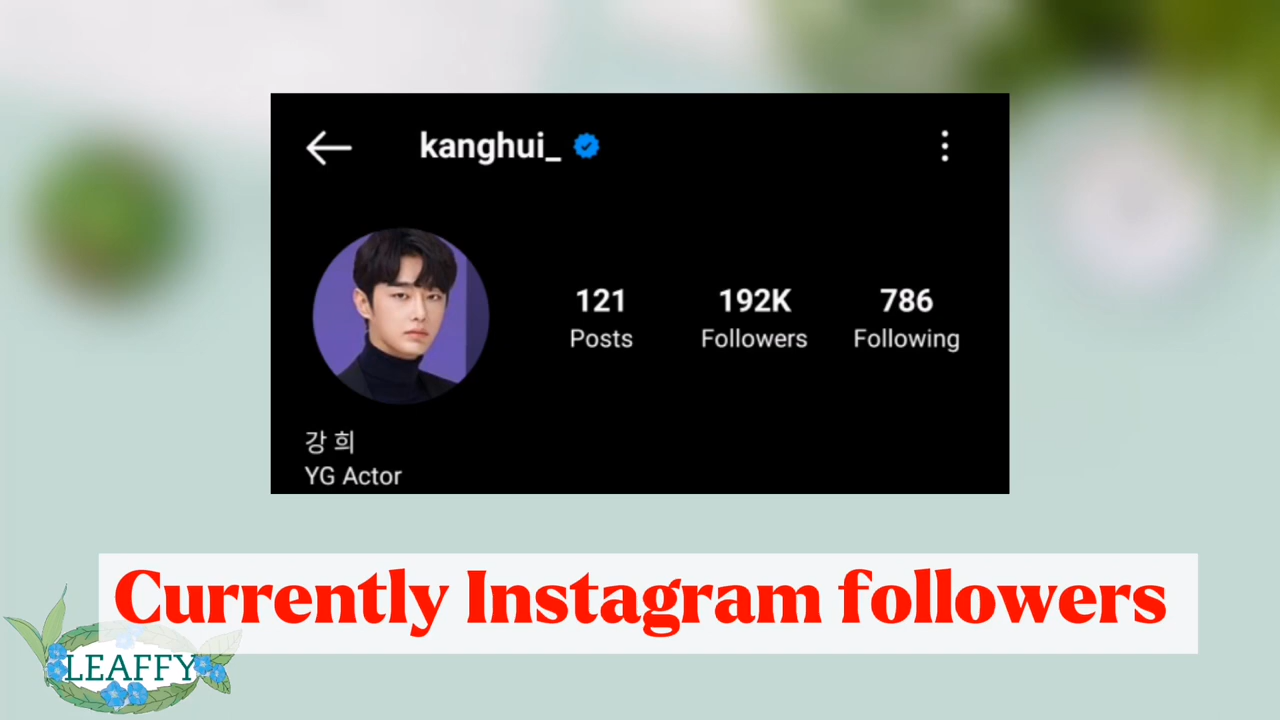 kanghui_
121 192K 786
Posts Followers Following
강 희
YG Actor
Currently Instagram followers
LEAFFY